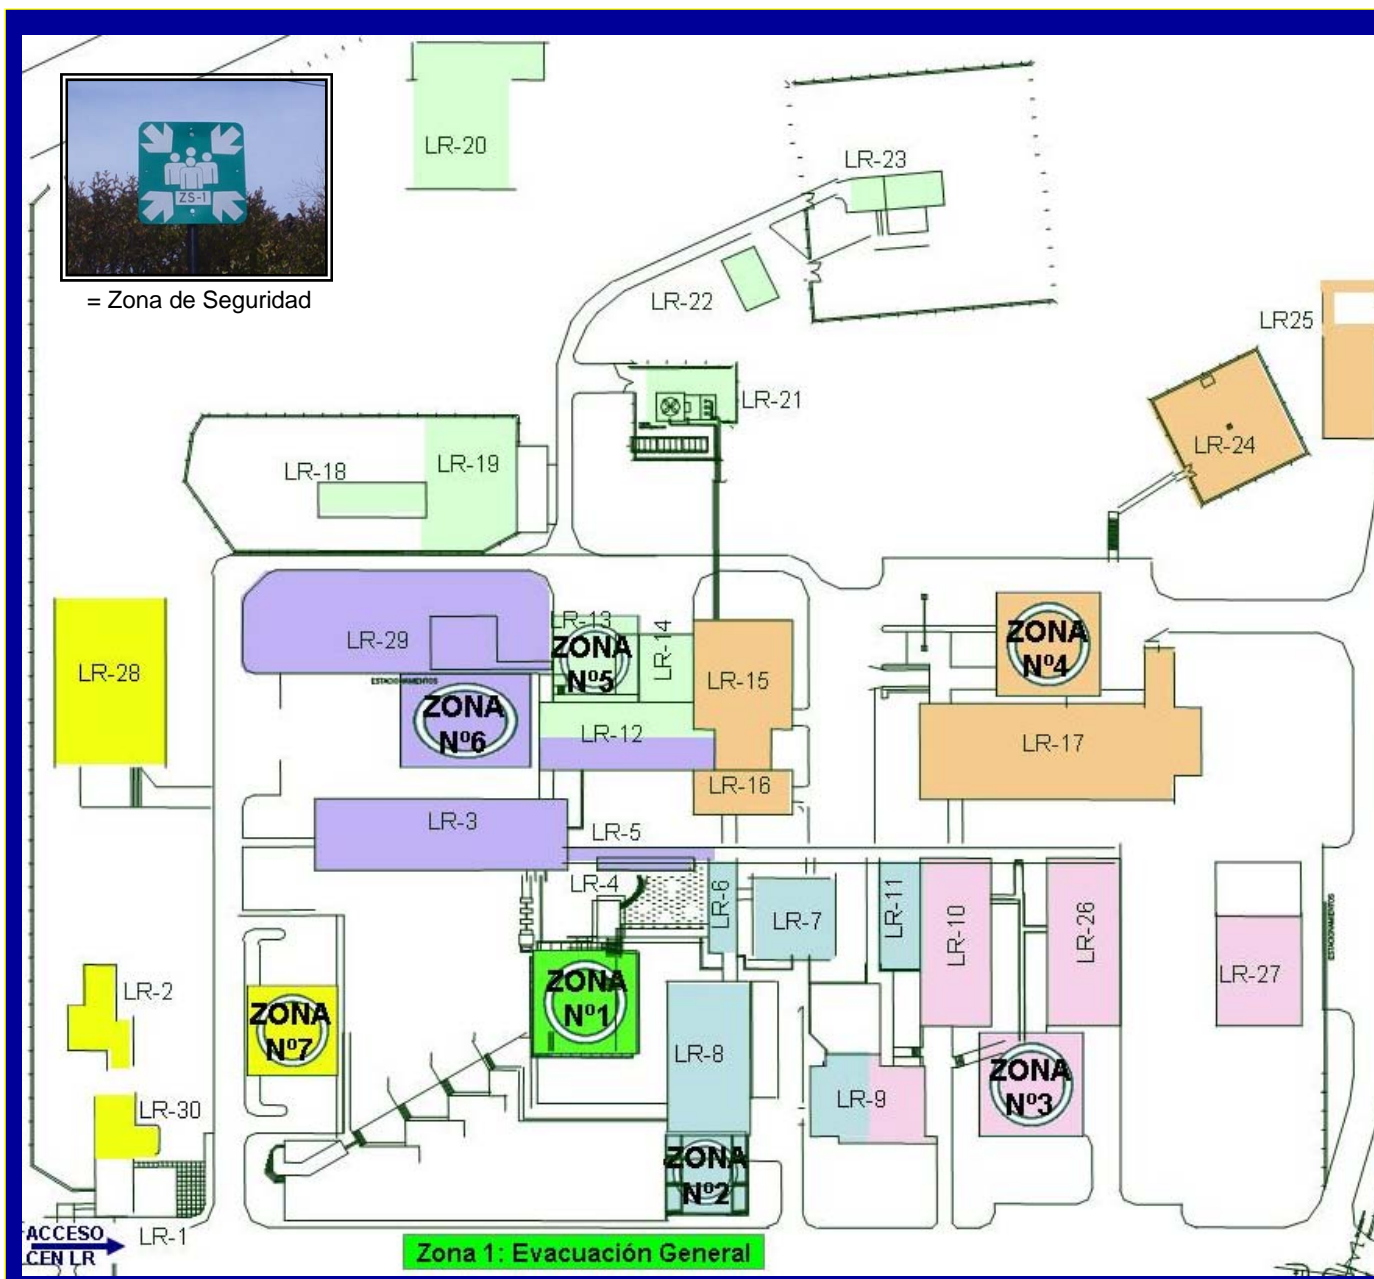 LR-20
LR-23
ZS-1
= Zona de Seguridad
LR-22
LR25
LR-21
LR-24
LR-18
LR-19
LR-13
LR-29
LR-14
ZONA
Nº5
ZONA
Nº4
LR-28
ESTACIONAMIENTOS
LR-15
ZONA
Nº6
LR-12
LR-17
LR-16
LR-3
LR-5
LR-4
LR-6
LR-7
LR-11
LR-10
LR-26
ESTACIONAMIENTOS
LR-27
LR-2
ZONA
Nº1
ZONA
Nº7
LR-8
ZONA
Nº3
LR-30
LR-9
ZONA
Nº2
LR-1
ACCESO
CEN LR
Zona 1: Evacuación General